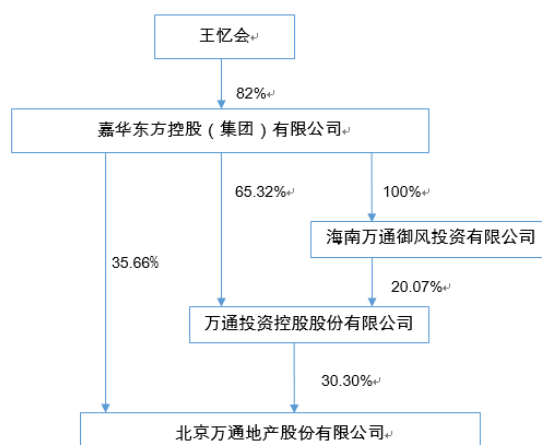 王忆会
82%
嘉华东方控股（集团）有限公司
65.32%
100%
海南万通御风投资有限公司
35.66%
20.07%
万通投资控股股份有限公司
30.30%
北京万通地产股份有限公司